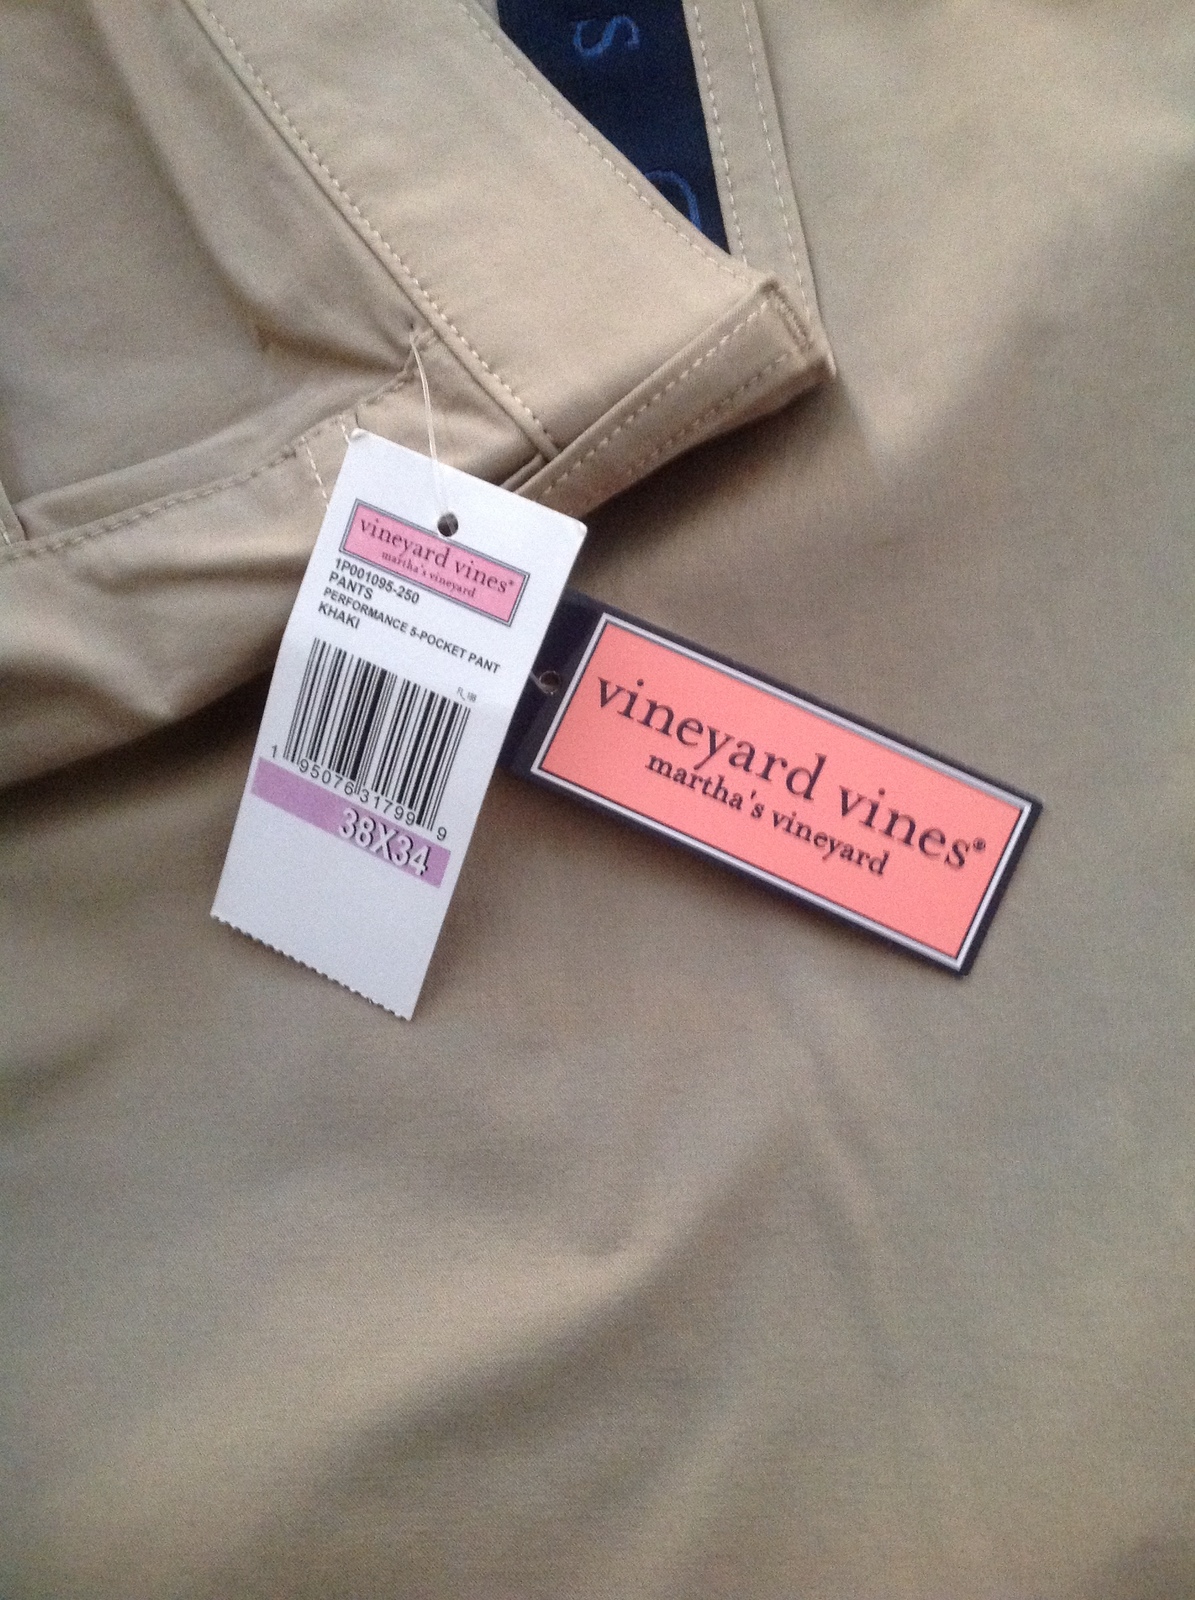 S
vineyard vines®
martha's vineyard
1P001095-250
PANTS
PERFORMANCE 5-POCKET PANT
KHAKI
1 95076 31799 9
38X34
vineyard vines®
martha's vineyard